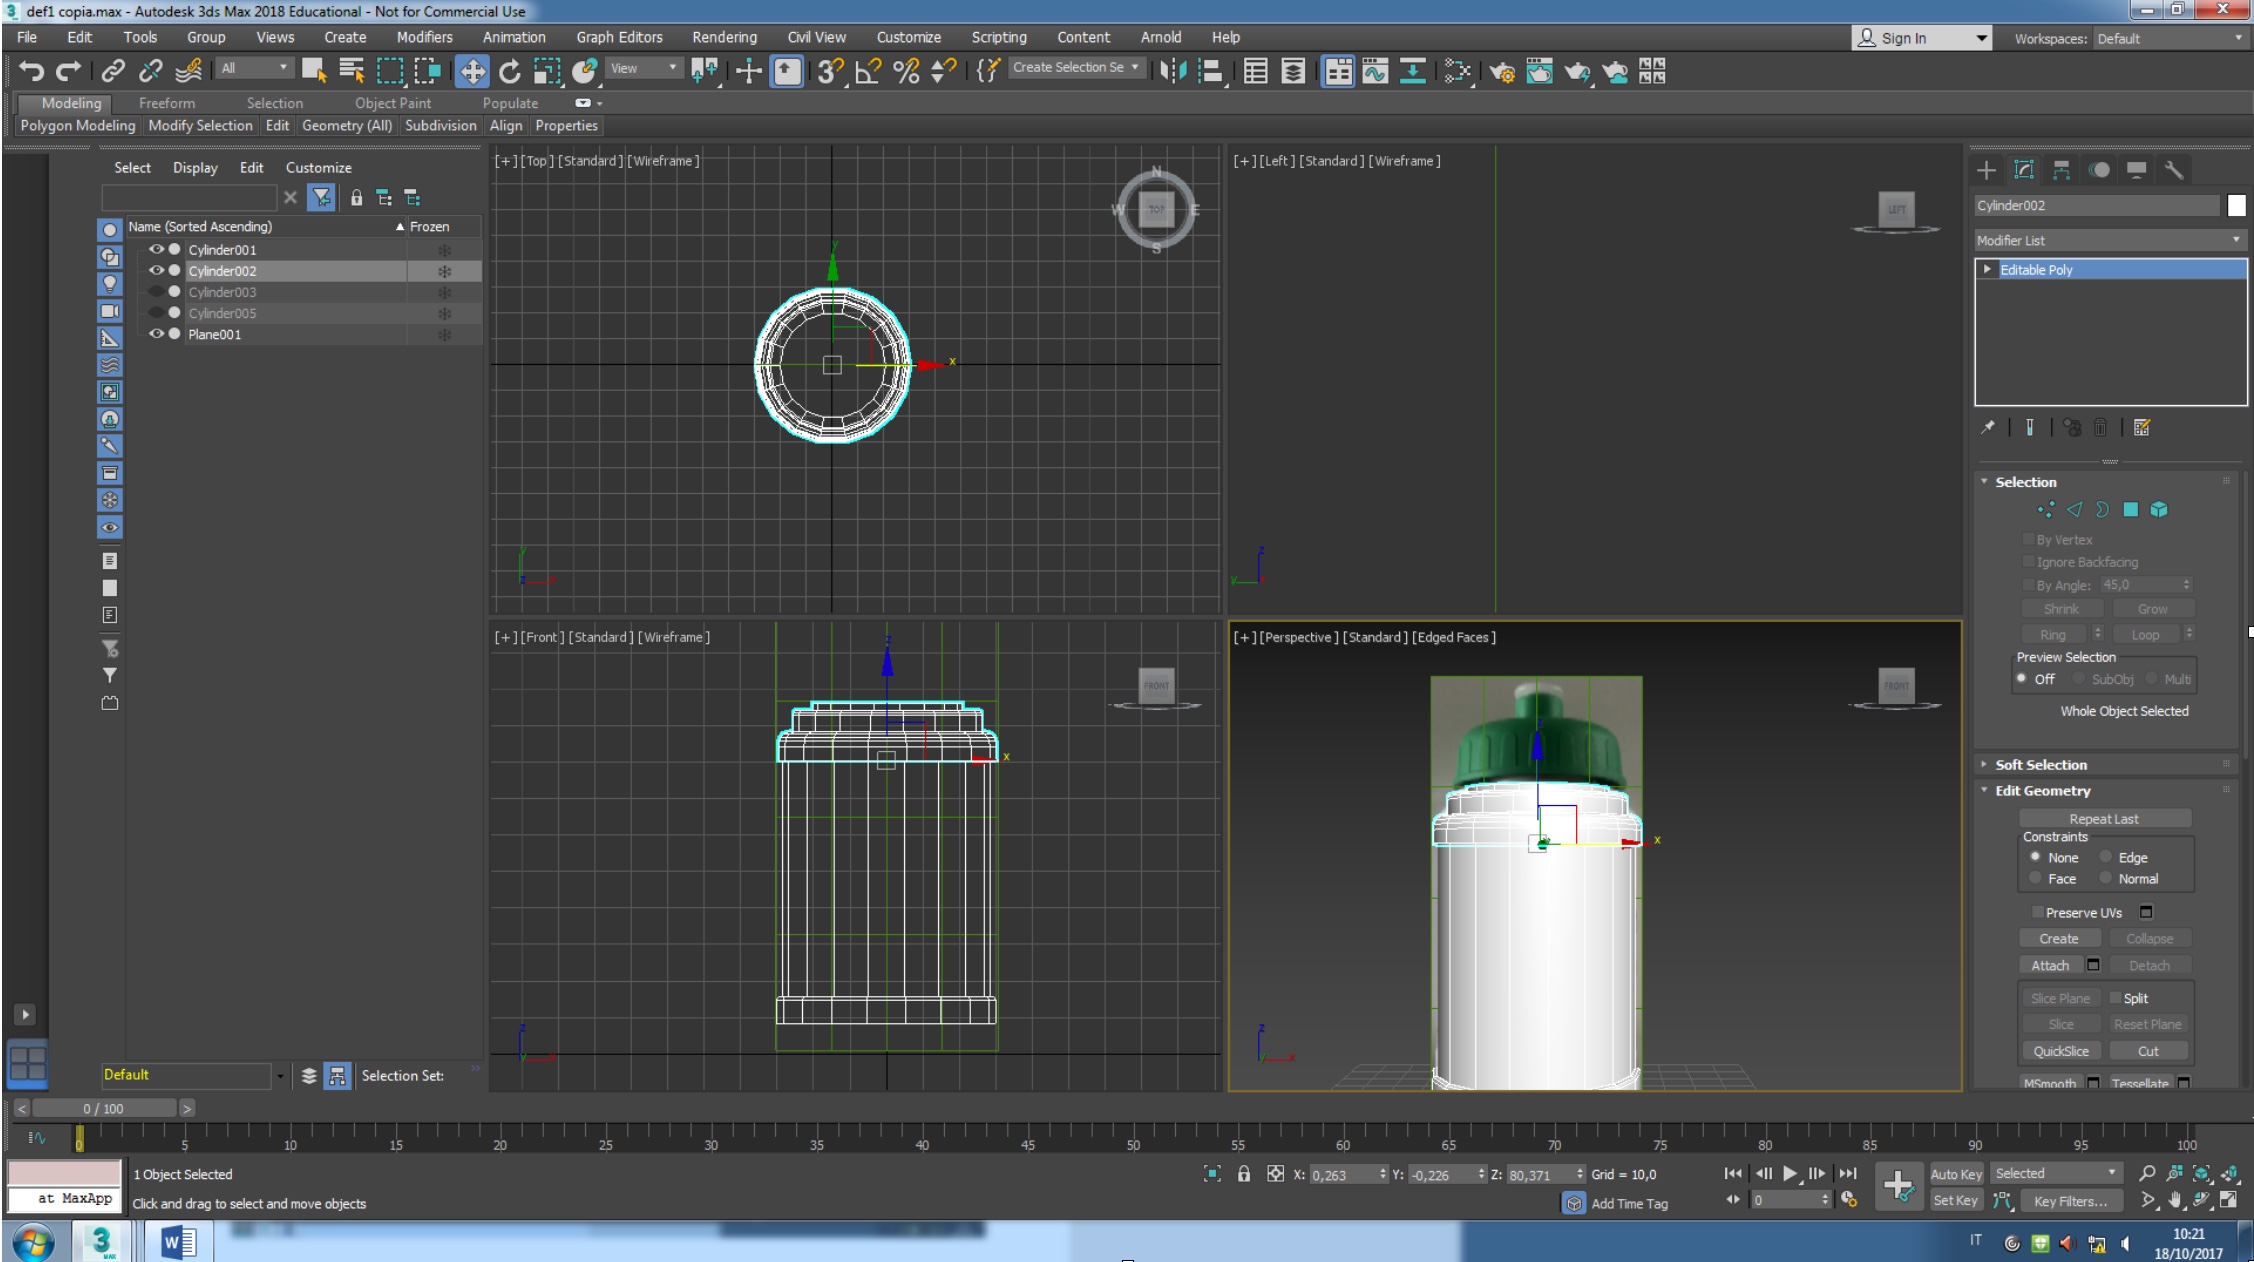 def1 copia.max - Autodesk 3ds Max 2018 Educational - Not for Commercial Use
File Edit Tools Group Views Create Modifiers Animation Graph Editors Rendering Civil View Customize Scripting Content Arnold Help Sign In Workspaces: Default
All View Create Selection Se
Modeling Freeform Selection Object Paint Populate
Polygon Modeling Modify Selection Edit Geometry (All) Subdivision Align Properties
Select Display Edit Customize
Name (Sorted Ascending) Frozen
Cylinder001
Cylinder002
Cylinder003
Cylinder005
Plane001
Default Selection Set:
[+] [Top] [Standard] [Wireframe]
N
W TOP E
S
y
x
y
z x
[+] [Left] [Standard] [Wireframe]
LEFT
z
y
[+] [Front] [Standard] [Wireframe]
FRONT
z
x
z
y x
[+] [Perspective] [Standard] [Edged Faces]
FRONT
z
x
z
y x
Cylinder002
Modifier List
Editable Poly
Selection
By Vertex
Ignore Backfacing
By Angle: 45,0
Shrink Grow
Ring Loop
Preview Selection
Off SubObj Multi
Whole Object Selected
Soft Selection
Edit Geometry
Repeat Last
Constraints
None Edge
Face Normal
Preserve UVs
Create Collapse
Attach Detach
Slice Plane Split
Slice Reset Plane
QuickSlice Cut
MSmooth Tessellate
< 0 / 100 >
0 5 10 15 20 25 30 35 40 45 50 55 60 65 70 75 80 85 90 95 100
1 Object Selected X: 0,263 Y: -0,226 Z: 80,371 Grid = 10,0 Auto Key Selected
at MaxApp Click and drag to select and move objects Add Time Tag 0 Set Key Key Filters...
3 MAX W IT 10:21
18/10/2017